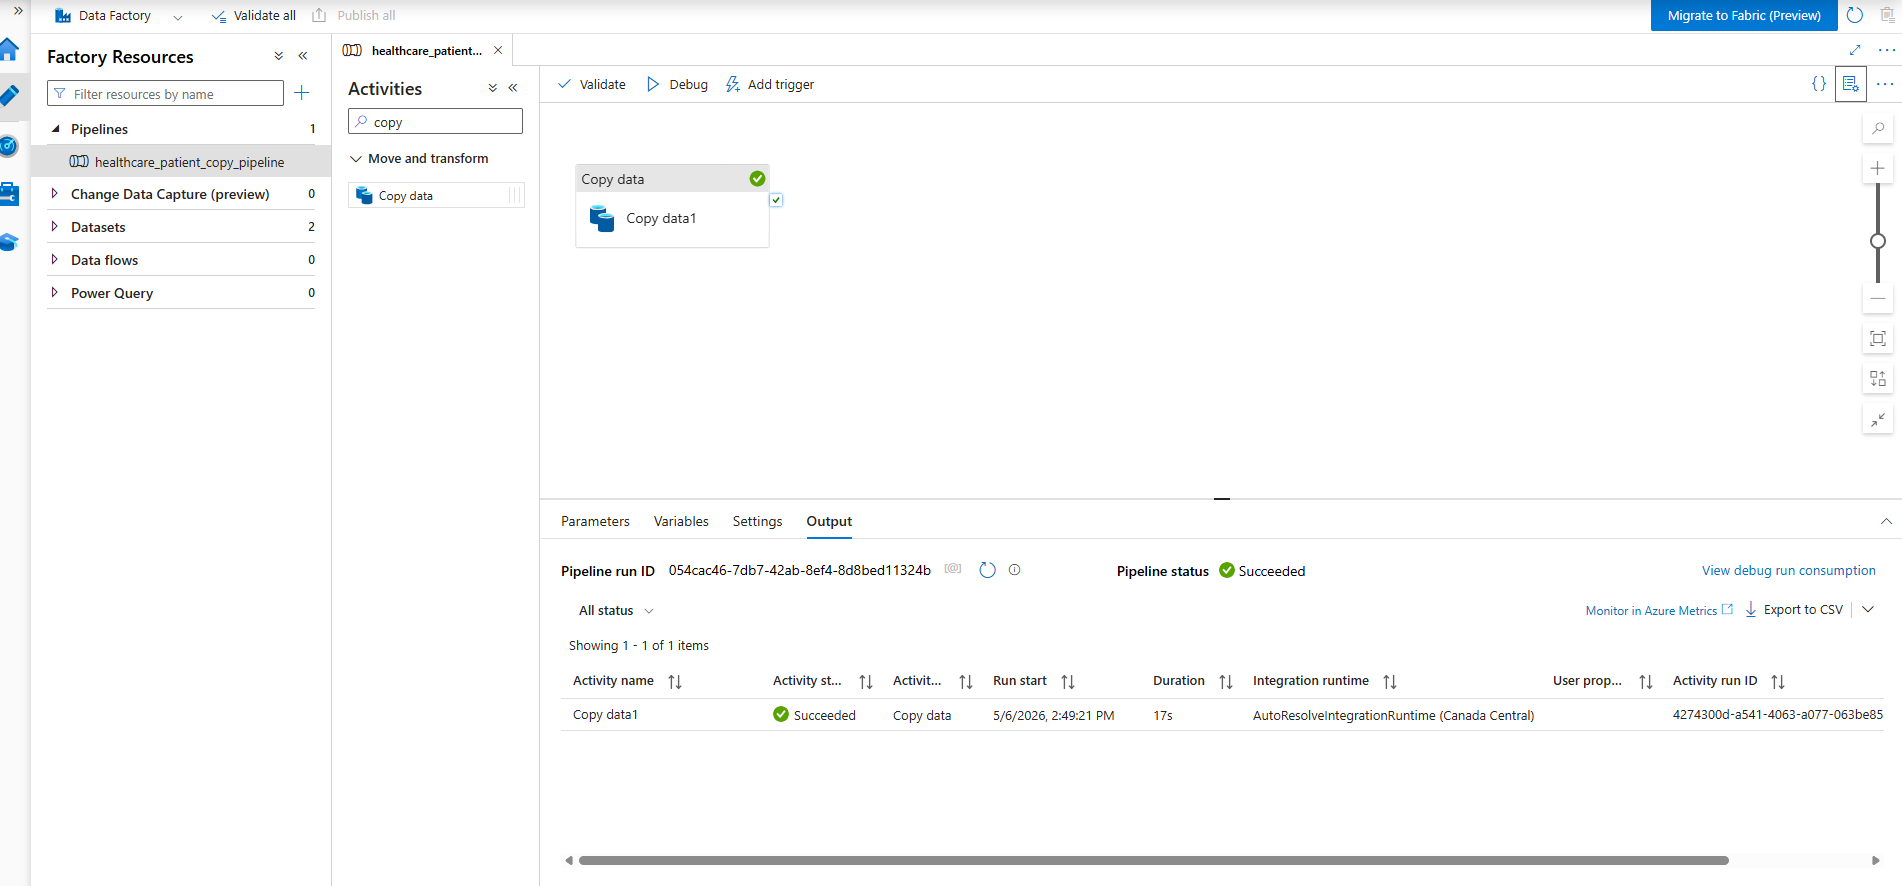 Data Factory
Validate all
Publish all
Migrate to Fabric (Preview)
Factory Resources
Filter resources by name
Pipelines 1
healthcare_patient_copy_pipeline
Change Data Capture (preview) 0
Datasets 2
Data flows 0
Power Query 0
healthcare_patient...
Activities
copy
Move and transform
Copy data
Validate
Debug
Add trigger
{}
Copy data
Copy data1
Parameters
Variables
Settings
Output
Pipeline run ID 054cac46-7db7-42ab-8ef4-8d8bed11324b
Pipeline status Succeeded
View debug run consumption
All status
Monitor in Azure Metrics
Export to CSV
Showing 1 - 1 of 1 items
Activity name Activity st... Activit... Run start Duration Integration runtime User prop... Activity run ID
Copy data1 Succeeded Copy data 5/6/2026, 2:49:21 PM 17s AutoResolveIntegrationRuntime (Canada Central) 4274300d-a541-4063-a077-063be85